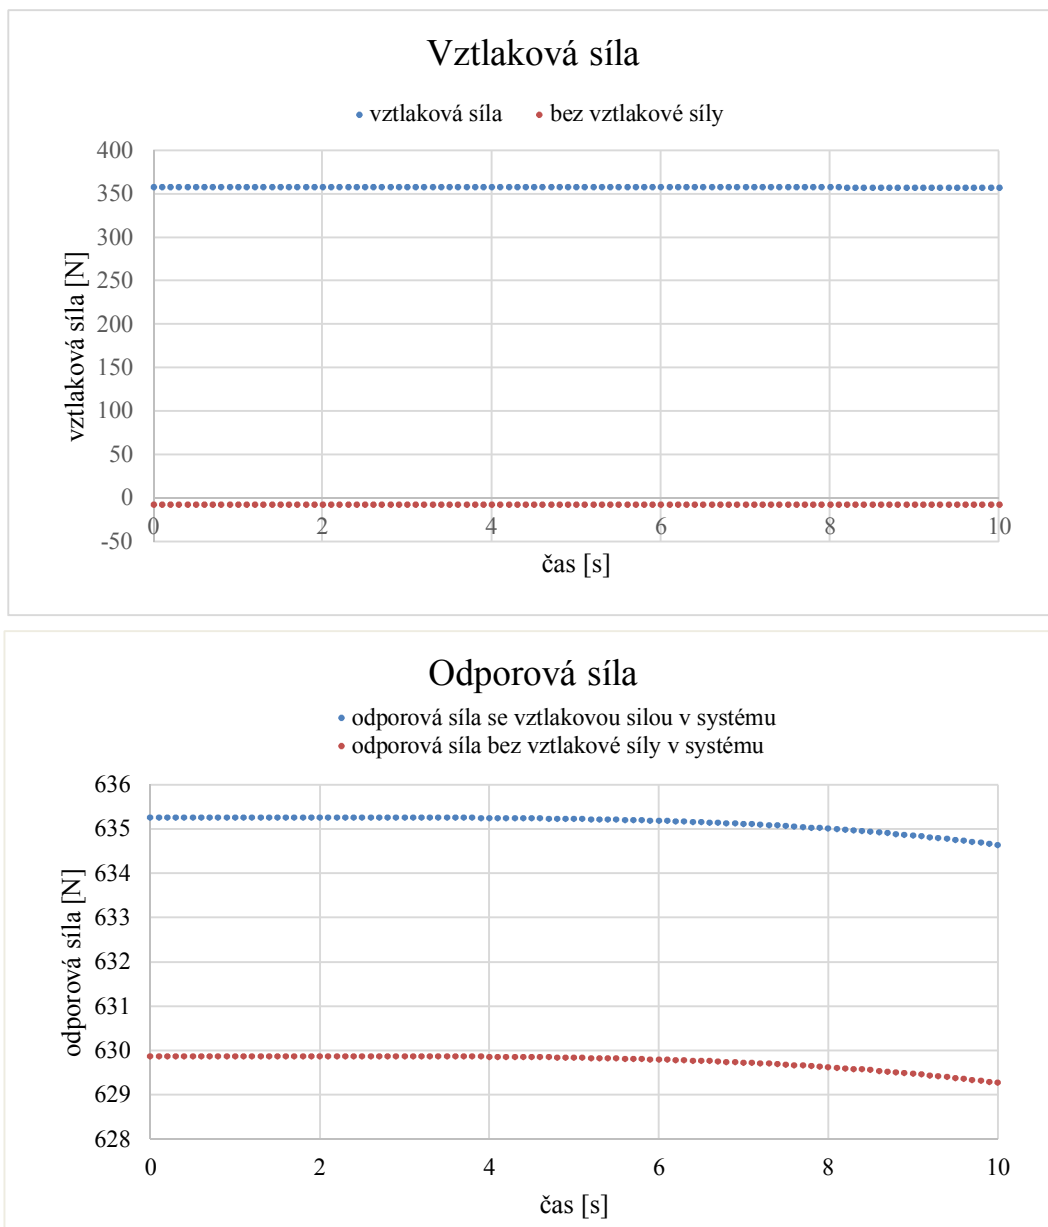 Vztlaková síla
vztlaková síla bez vztlakové síly
400
350
300
250
200
150
100
50
0
-50
0 2 4 6 8 10
vztlaková síla [N]
čas [s]
Odporová síla
odporová síla se vztlakovou silou v systému
odporová síla bez vztlakové síly v systému
636
635
634
633
632
631
630
629
628
0 2 4 6 8 10
odporová síla [N]
čas [s]